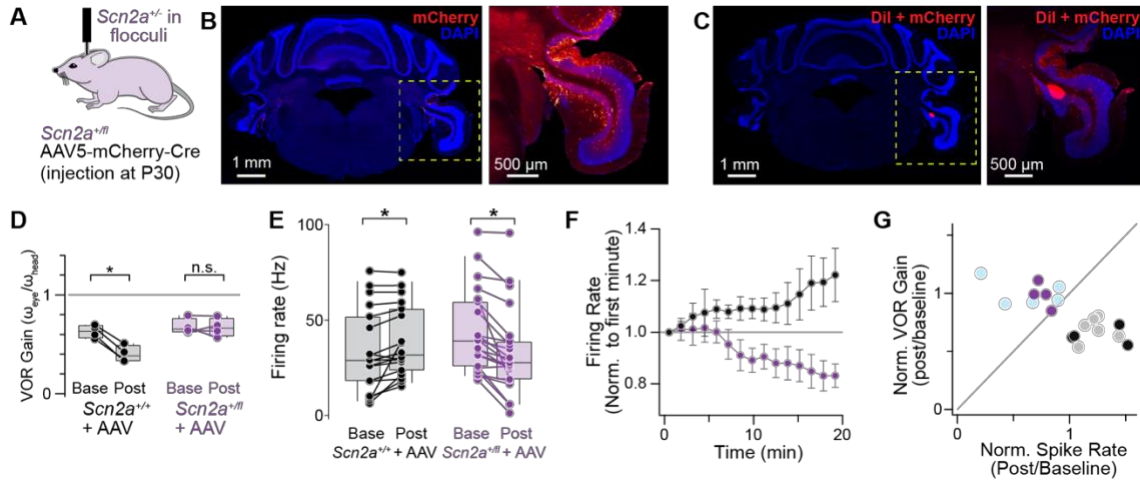 A
Scn2a+/- in
flocculi
Scn2a+/fl
AAV5-mCherry-Cre
(injection at P30)
B
mCherry
DAPI
1 mm
500 µm
C
DiI + mCherry
DAPI
1 mm
DiI + mCherry
500 µm
D
VOR Gain (ωeye/ωhead)
1
0
*
n.s.
Base Post
Scn2a+/+
+ AAV
Base Post
Scn2a+/fl
+ AAV
E
Firing rate (Hz)
100
50
0
*
*
Base Post
Scn2a+/+ + AAV
Base Post
Scn2a+/fl + AAV
F
Firing Rate
(Norm. to first minute)
1.4
1.2
1.0
0.8
0
10
20
Time (min)
G
Norm. VOR Gain
(post/baseline)
1
0
0
1
Norm. Spike Rate
(Post/Baseline)